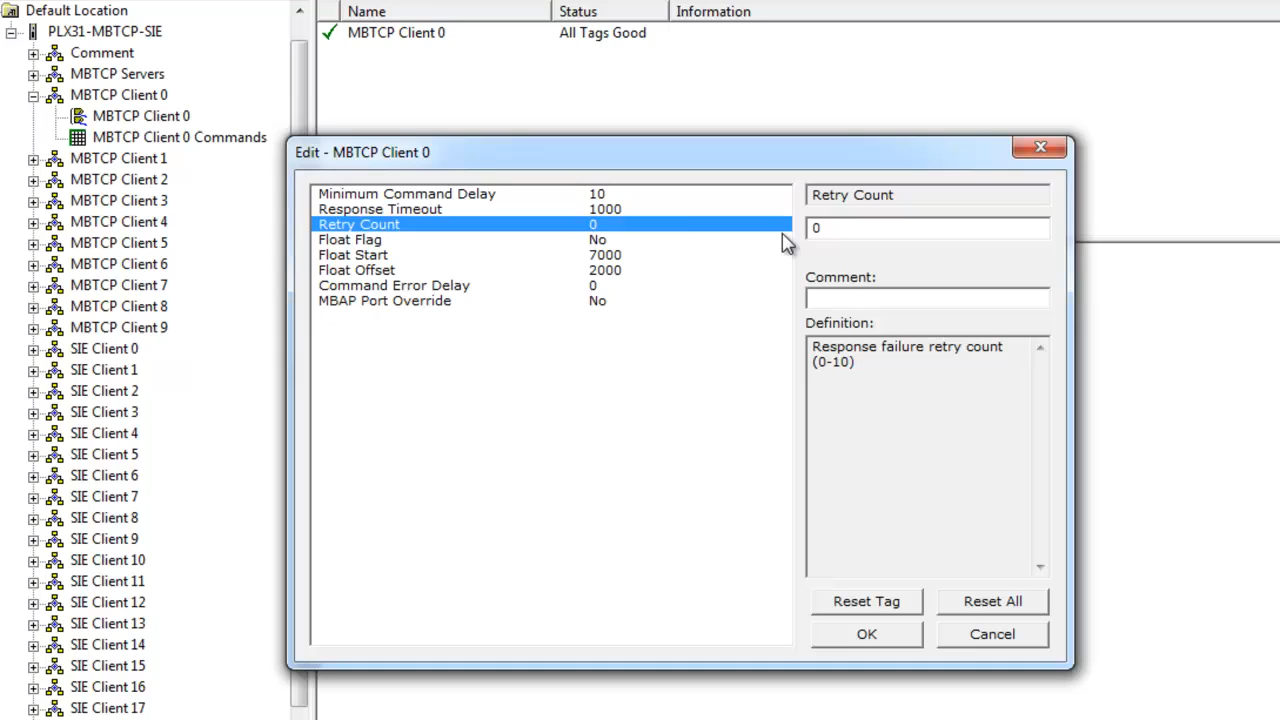 Default Location
PLX31-MBTCP-SIE
Comment
MBTCP Servers
MBTCP Client 0
MBTCP Client 0
MBTCP Client 0 Commands
MBTCP Client 1
MBTCP Client 2
MBTCP Client 3
MBTCP Client 4
MBTCP Client 5
MBTCP Client 6
MBTCP Client 7
MBTCP Client 8
MBTCP Client 9
SIE Client 0
SIE Client 1
SIE Client 2
SIE Client 3
SIE Client 4
SIE Client 5
SIE Client 6
SIE Client 7
SIE Client 8
SIE Client 9
SIE Client 10
SIE Client 11
SIE Client 12
SIE Client 13
SIE Client 14
SIE Client 15
SIE Client 16
SIE Client 17
Name Status Information
MBTCP Client 0 All Tags Good
Edit - MBTCP Client 0
Minimum Command Delay 10
Response Timeout 1000
Retry Count 0
Float Flag No
Float Start 7000
Float Offset 2000
Command Error Delay 0
MBAP Port Override No
Retry Count
0
Comment:
Definition:
Response failure retry count
(0-10)
Reset Tag Reset All
OK Cancel